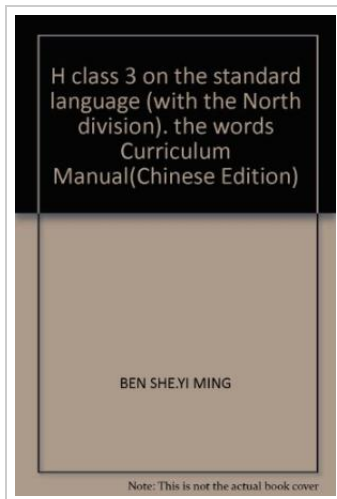 H class 3 on the standard
language (with the North
division). the words
Curriculum
Manual(Chinese Edition)
BEN SHE.YI MING
Note: This is not the actual book cover